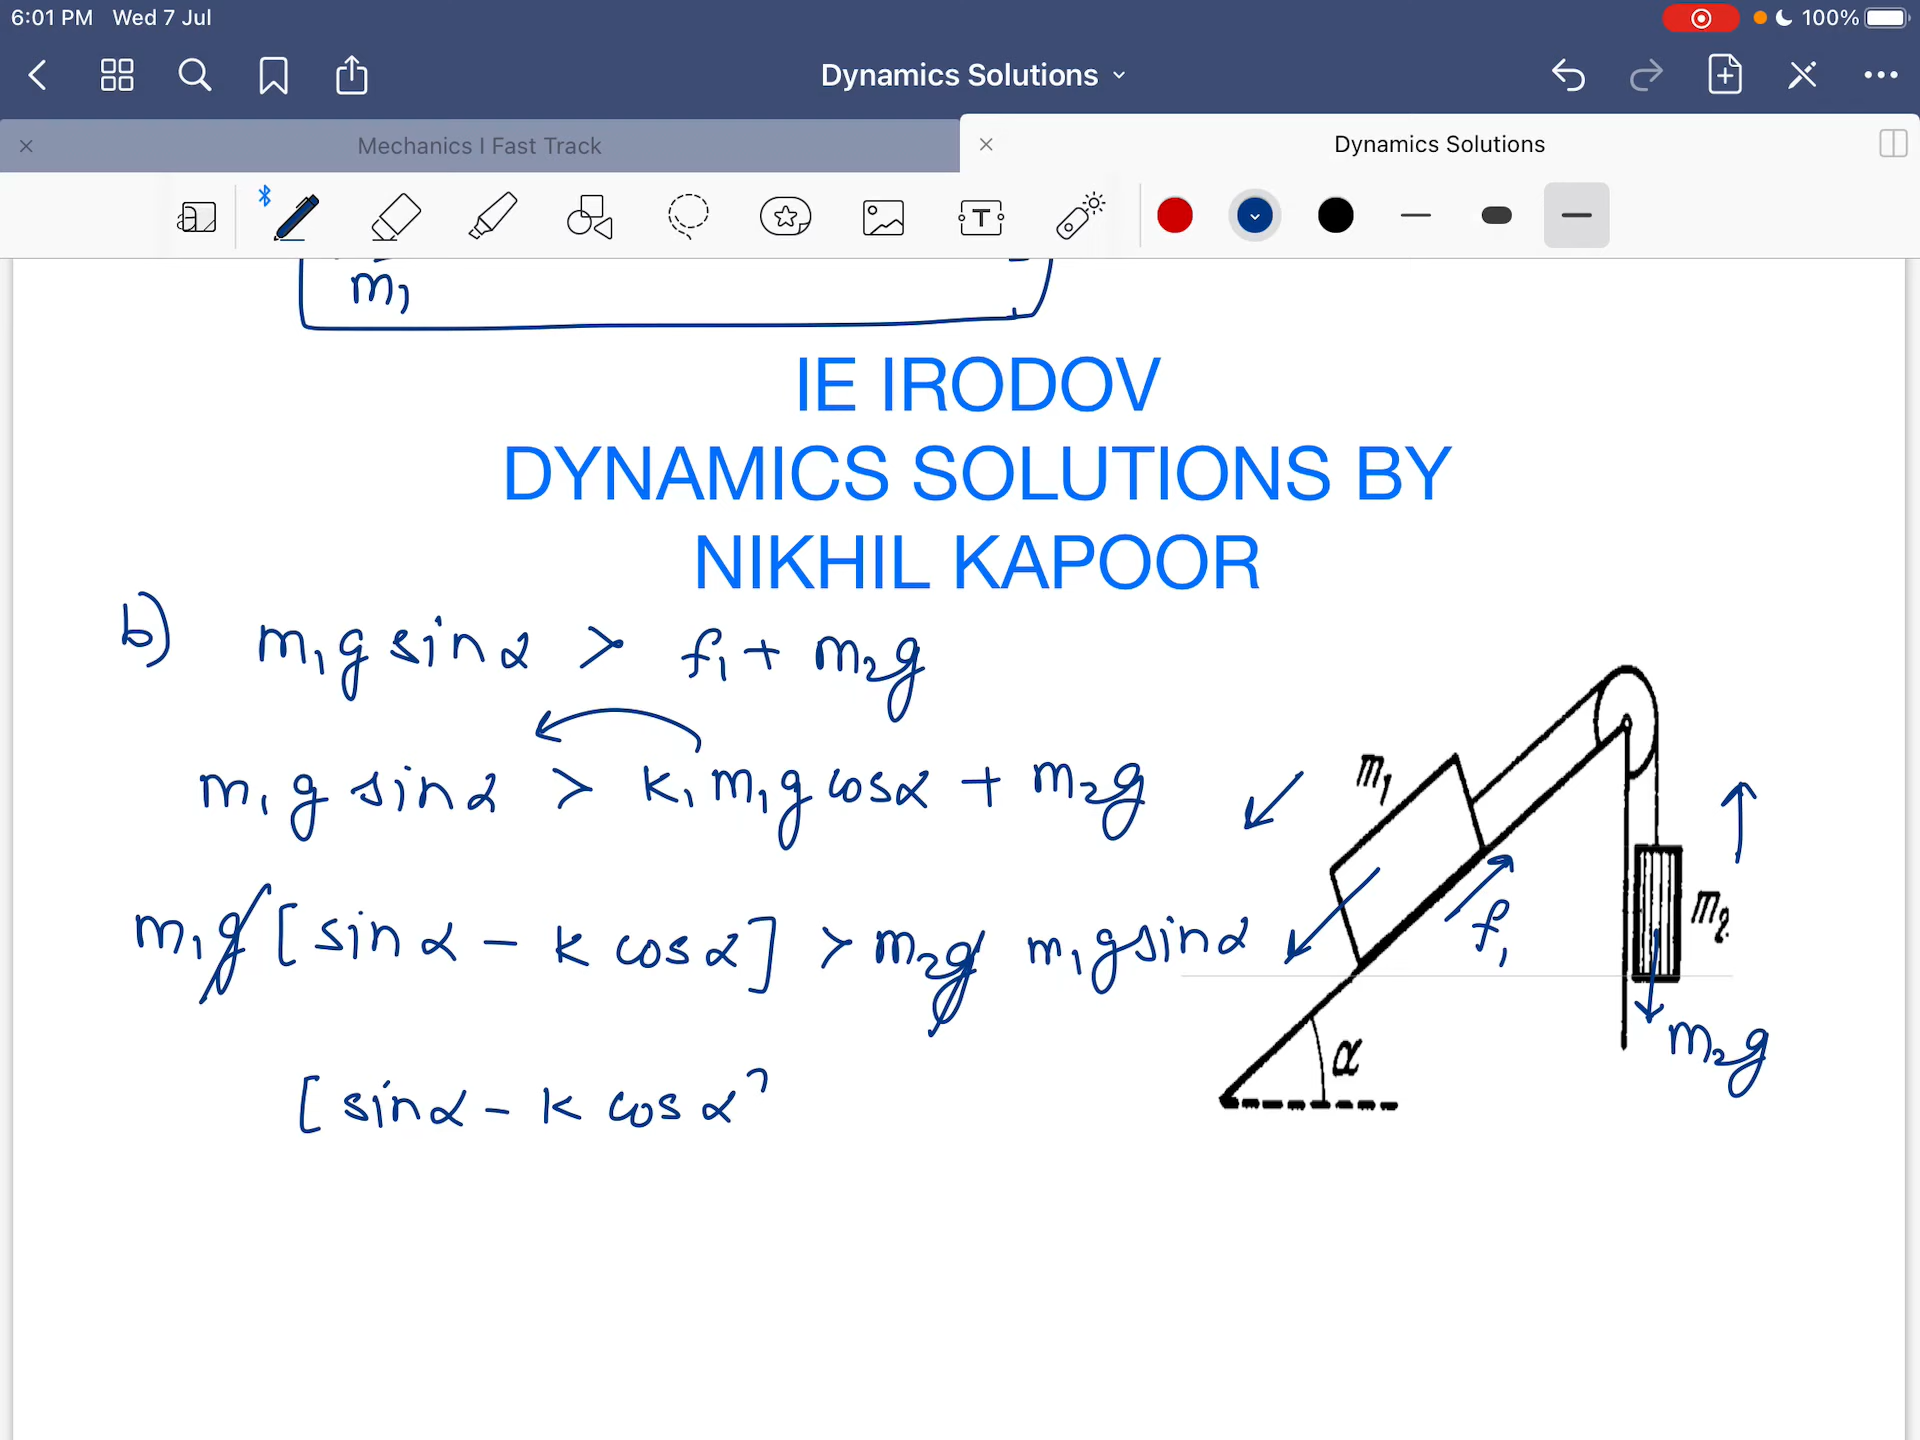 6:01 PM Wed 7 Jul
100%
Dynamics Solutions
Mechanics I Fast Track
Dynamics Solutions
a
T
m₁
IE IRODOV
DYNAMICS SOLUTIONS BY
NIKHIL KAPOOR
b) m₁g sinα > f₁ + m₂g
m₁g sinα > k₁m₁g cosα + m₂g
m₁g [sinα - k cosα] > m₂g
[sinα - k cosα
m₁
m₂
f₁
m₁g sinα
m₂g
α